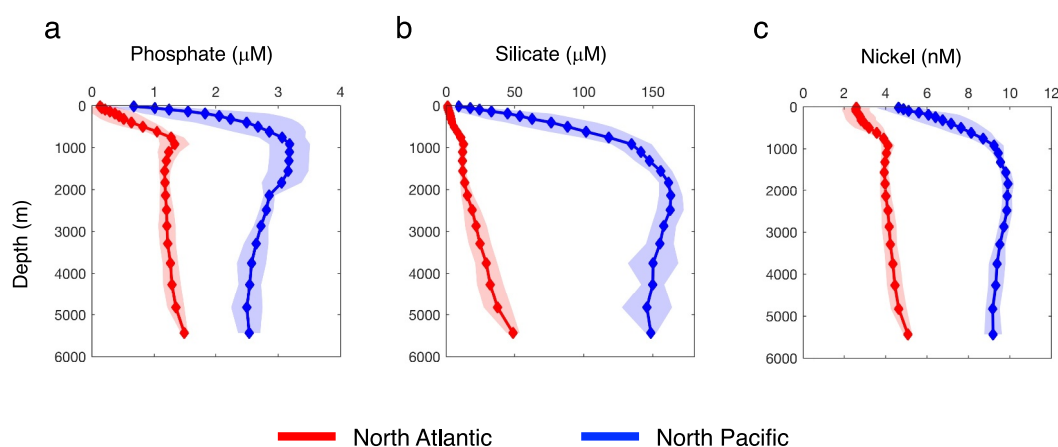 a
Phosphate (μM)
0 1 2 3 4
0
1000
2000
3000
4000
5000
6000
Depth (m)
b
Silicate (μM)
0 50 100 150
0
1000
2000
3000
4000
5000
6000
c
Nickel (nM)
0 2 4 6 8 10 12
0
1000
2000
3000
4000
5000
6000
North Atlantic
North Pacific